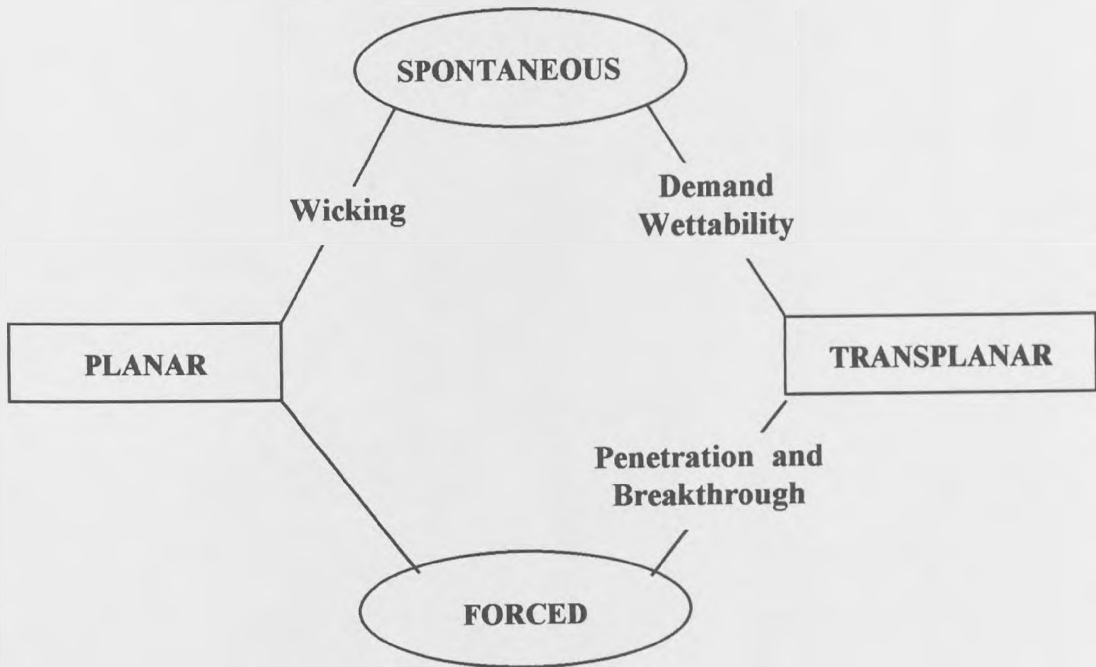 SPONTANEOUS
Wicking
Demand
Wettability
PLANAR
TRANSPLANAR
Penetration and
Breakthrough
FORCED